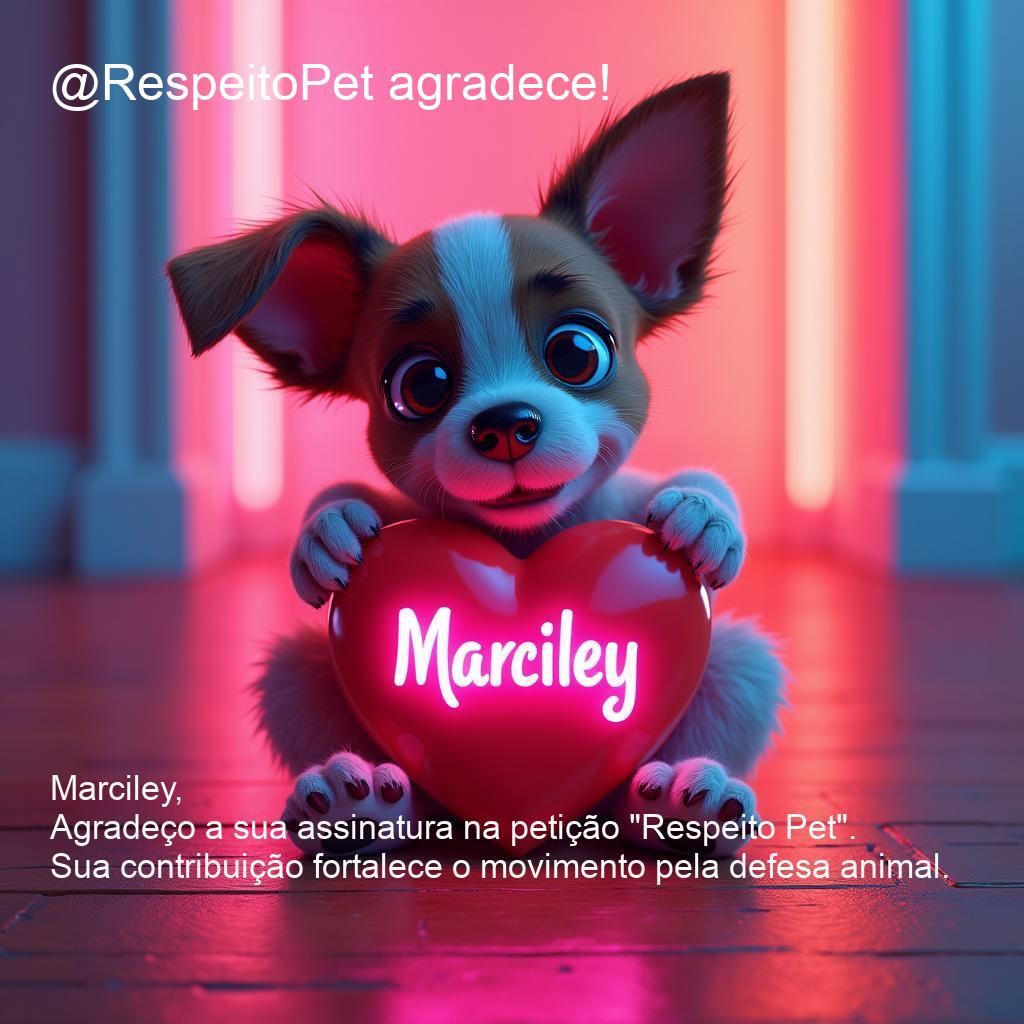 @RespeitoPet agradece!
Marciley
Marciley,
Agradeço a sua assinatura na petição "Respeito Pet".
Sua contribuição fortalece o movimento pela defesa animal.